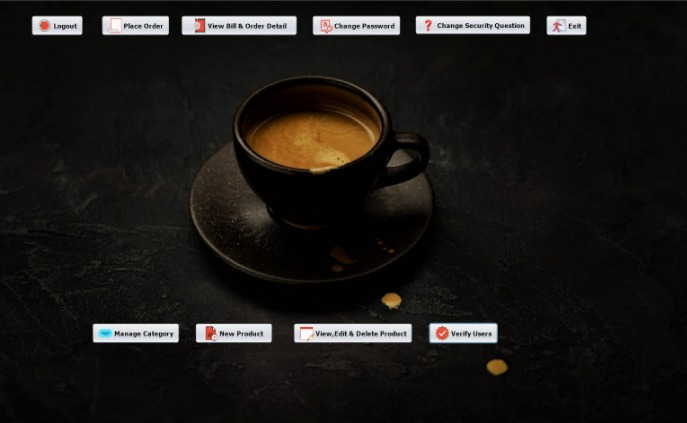 Logout
Place Order
View Bill & Order Detail
Change Password
Change Security Question
Exit
Manage Category
New Product
View,Edit & Delete Product
Verify Users